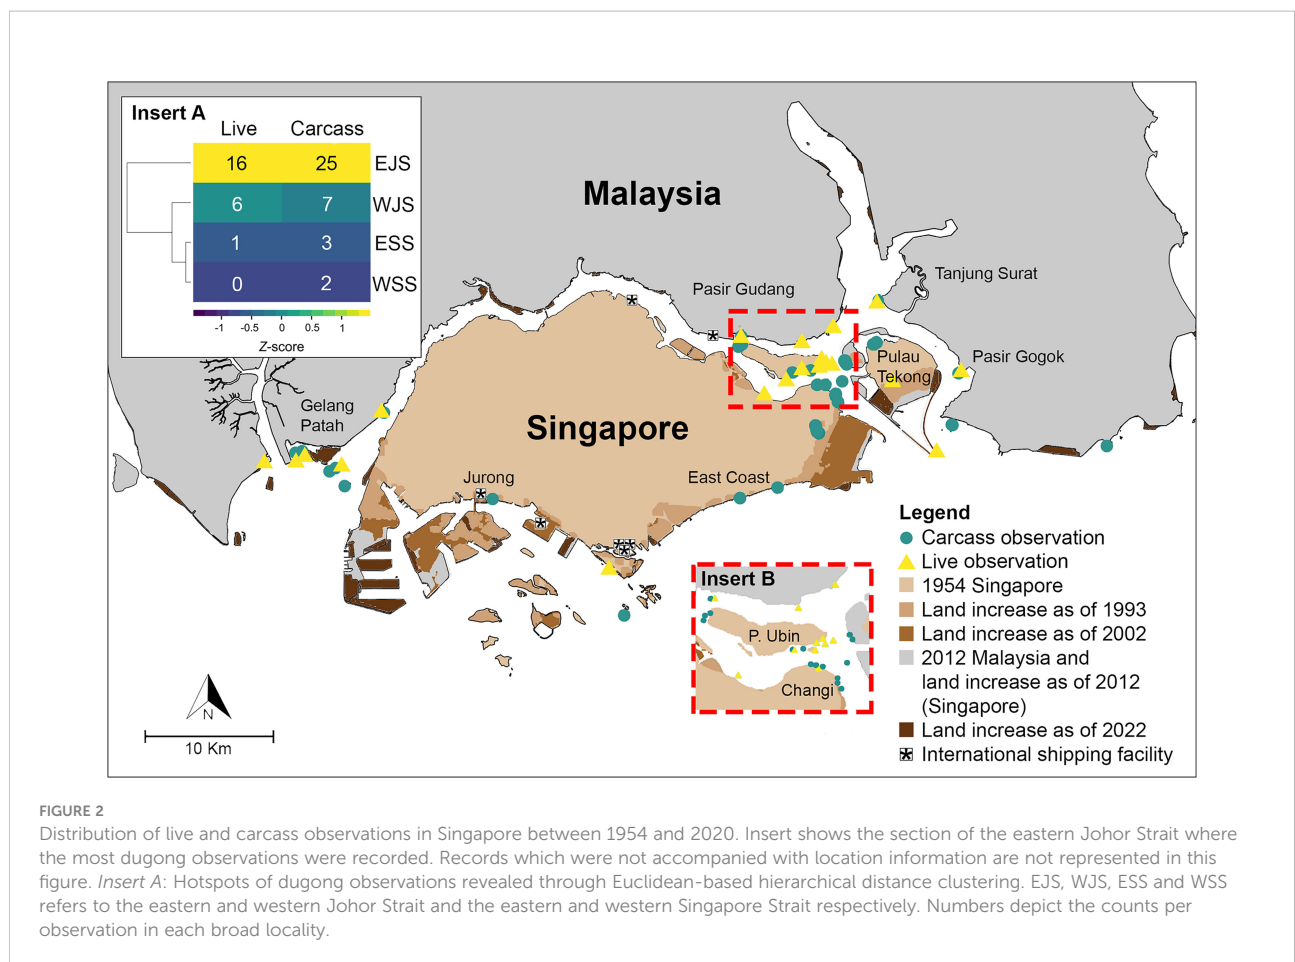 Insert A
Live Carcass
16 25 EJS
6 7 WJS
1 3 ESS
0 2 WSS
-1 -0.5 0 0.5 1
Z-score
Malaysia
Tanjung Surat
Pasir Gudang
Pasir Gogok
Pulau
Tekong
Gelang
Patah
Singapore
Jurong
East Coast
Insert B
P. Ubin
Changi
N
10 Km
Legend
Carcass observation
Live observation
1954 Singapore
Land increase as of 1993
Land increase as of 2002
2012 Malaysia and
land increase as of 2012
(Singapore)
Land increase as of 2022
International shipping facility
FIGURE 2
Distribution of live and carcass observations in Singapore between 1954 and 2020. Insert shows the section of the eastern Johor Strait where
the most dugong observations were recorded. Records which were not accompanied with location information are not represented in this
figure. Insert A: Hotspots of dugong observations revealed through Euclidean-based hierarchical distance clustering. EJS, WJS, ESS and WSS
refers to the eastern and western Johor Strait and the eastern and western Singapore Strait respectively. Numbers depict the counts per
observation in each broad locality.